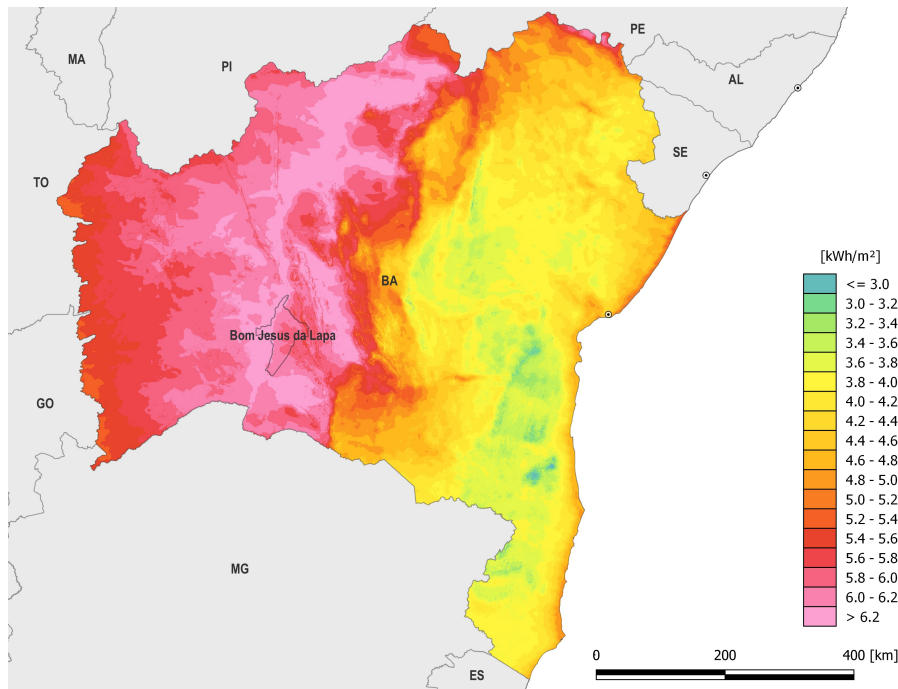 PE
MA
PI
AL
SE
TO
[kWh/m²]
BA
<= 3.0
3.0 - 3.2
3.2 - 3.4
Bom Jesus da Lapa
3.4 - 3.6
3.6 - 3.8
3.8 - 4.0
4.0 - 4.2
GO
4.2 - 4.4
4.4 - 4.6
4.6 - 4.8
4.8 - 5.0
5.0 - 5.2
5.2 - 5.4
5.4 - 5.6
5.6 - 5.8
MG
5.8 - 6.0
6.0 - 6.2
> 6.2
0 200 400 [km]
ES